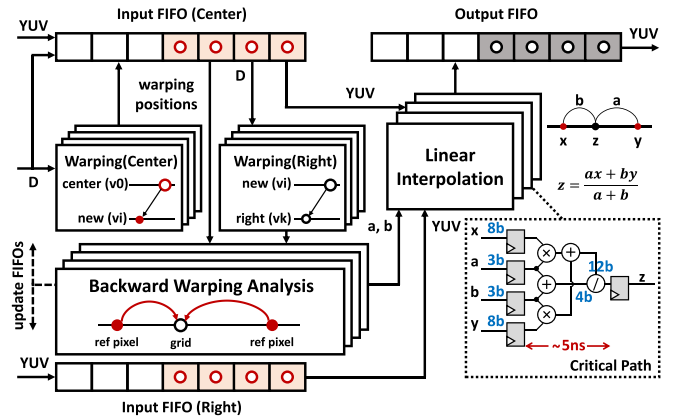 Input FIFO (Center)
Output FIFO
YUV
YUV
D
YUV
warping
positions
b
a
x
z
y
Warping(Center)
center (v0)
new (vi)
Warping(Right)
new (vi)
right (vk)
Linear
Interpolation
z = ax + by / a + b
D
a, b
YUV
update FIFOs
Backward Warping Analysis
ref pixel
grid
ref pixel
x
8b
a
3b
b
3b
y
8b
×
+
+
×
/
12b
4b
z
~5ns
Critical Path
YUV
Input FIFO (Right)